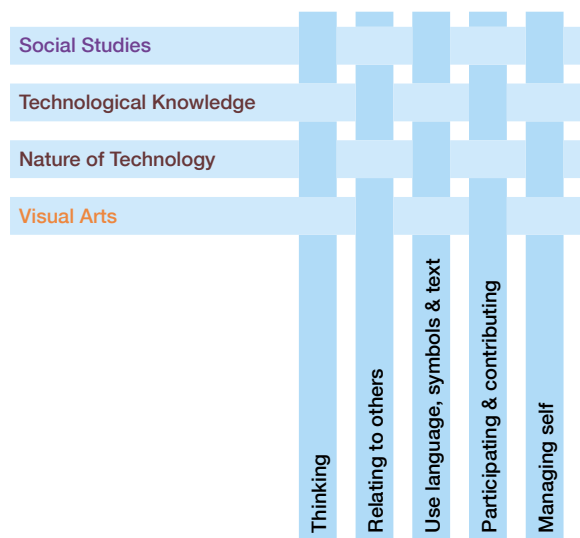 Social Studies
Technological Knowledge
Nature of Technology
Visual Arts
Thinking
Relating to others
Use language, symbols & text
Participating & contributing
Managing self